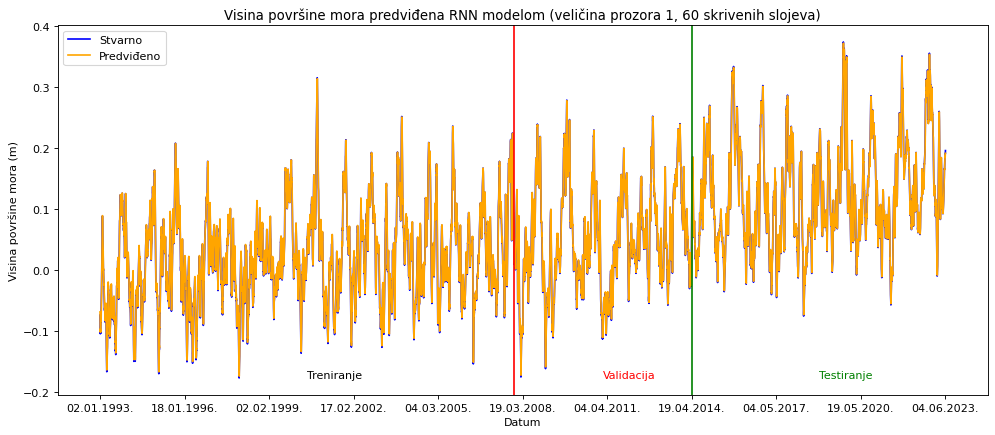 Visina površine mora predviđena RNN modelom (veličina prozora 1, 60 skrivenih slojeva)
Stvarno
Predviđeno
Visina površine mora (m)
0.4
0.3
0.2
0.1
0.0
−0.1
−0.2
Treniranje
Validacija
Testiranje
02.01.1993. 18.01.1996. 02.02.1999. 17.02.2002. 04.03.2005. 19.03.2008. 04.04.2011. 19.04.2014. 04.05.2017. 19.05.2020. 04.06.2023.
Datum